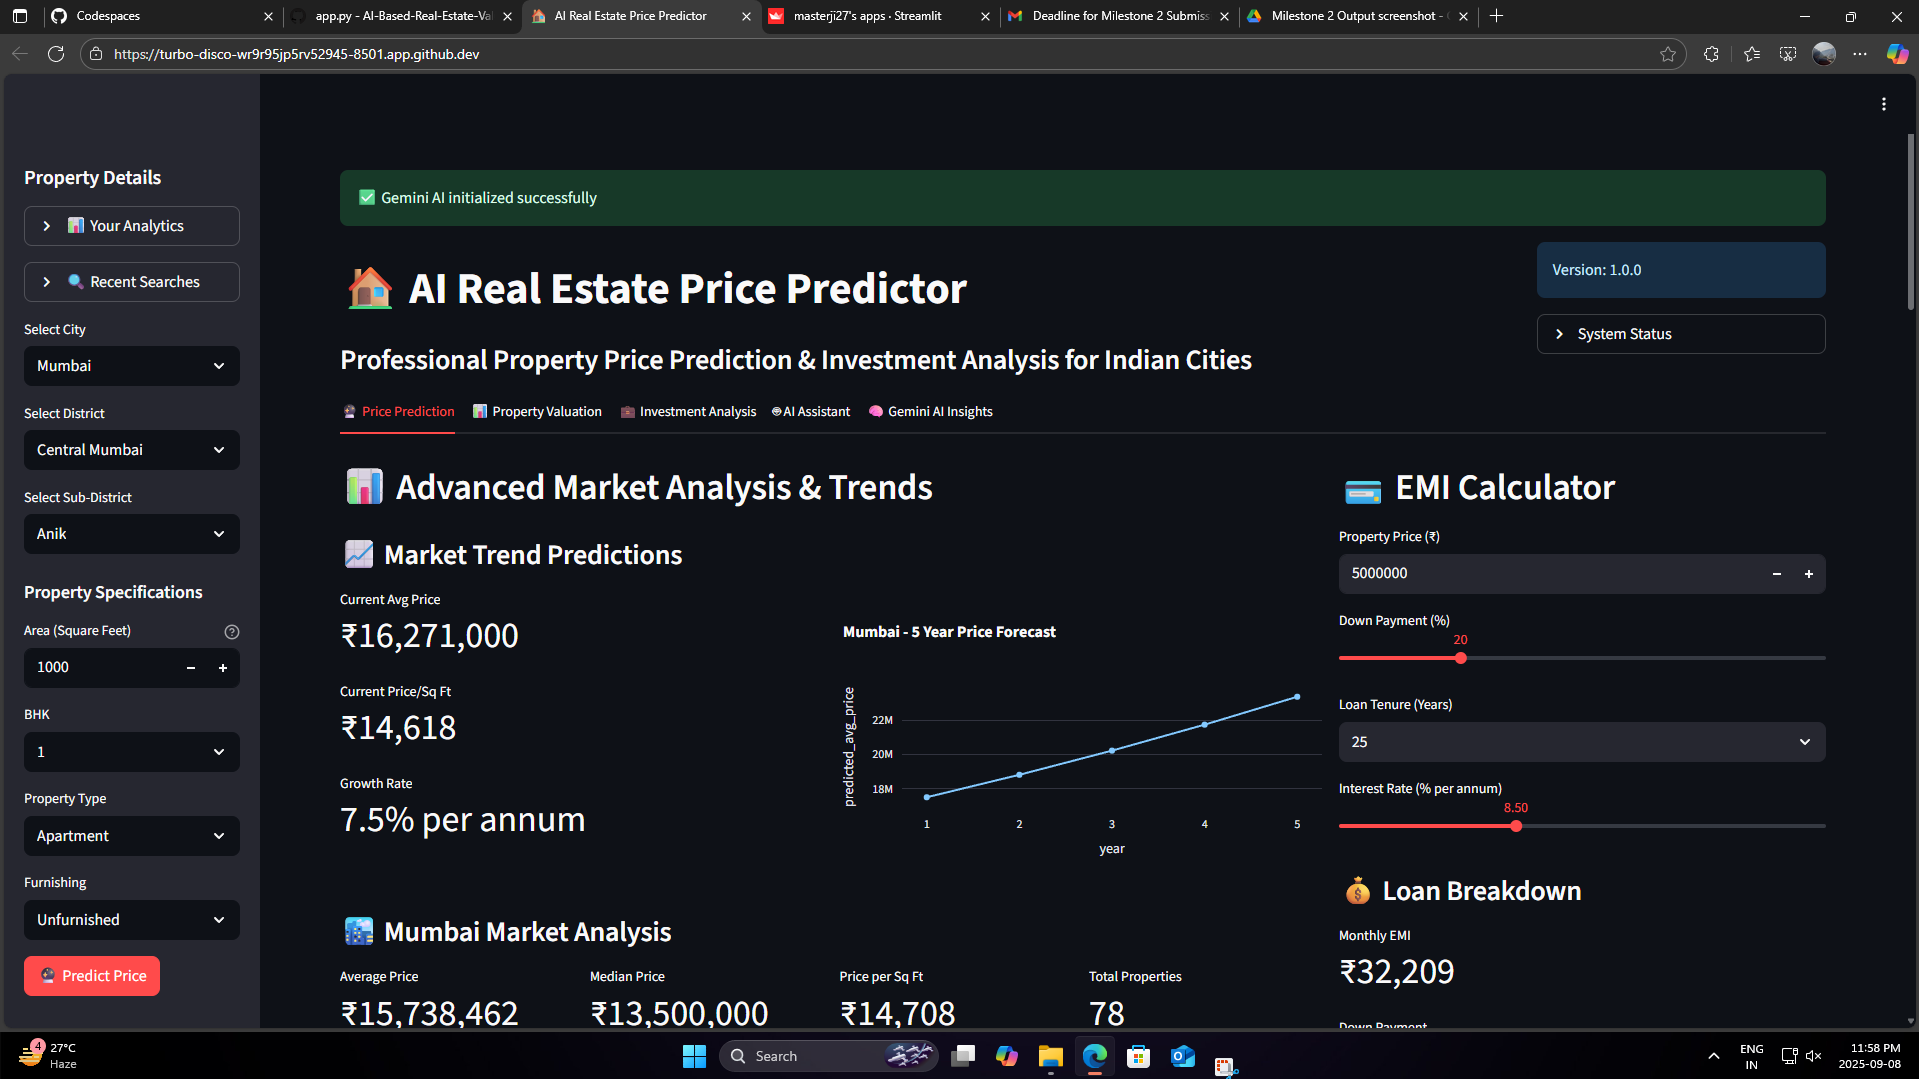 Codespaces
app.py - AI-Based-Real-Estate-Val
AI Real Estate Price Predictor
masterji27's apps · Streamlit
Deadline for Milestone 2 Submiss
Milestone 2 Output screenshot -
https://turbo-disco-wr9r95jp5rv52945-8501.app.github.dev
Property Details
Your Analytics
Recent Searches
Select City
Mumbai
Select District
Central Mumbai
Select Sub-District
Anik
Property Specifications
Area (Square Feet)
1000
BHK
1
Property Type
Apartment
Furnishing
Unfurnished
Predict Price
Gemini AI initialized successfully
AI Real Estate Price Predictor
Version: 1.0.0
System Status
Professional Property Price Prediction & Investment Analysis for Indian Cities
Price Prediction
Property Valuation
Investment Analysis
AI Assistant
Gemini AI Insights
Advanced Market Analysis & Trends
Market Trend Predictions
Current Avg Price
₹16,271,000
Current Price/Sq Ft
₹14,618
Growth Rate
7.5% per annum
Mumbai - 5 Year Price Forecast
predicted_avg_price
22M
20M
18M
1 2 3 4 5
year
Mumbai Market Analysis
Average Price
₹15,738,462
Median Price
₹13,500,000
Price per Sq Ft
₹14,708
Total Properties
78
EMI Calculator
Property Price (₹)
5000000
Down Payment (%)
20
Loan Tenure (Years)
25
Interest Rate (% per annum)
8.50
Loan Breakdown
Monthly EMI
₹32,209
Down Payment
4
27°C
Haze
Search
ENG
IN
11:58 PM
2025-09-08